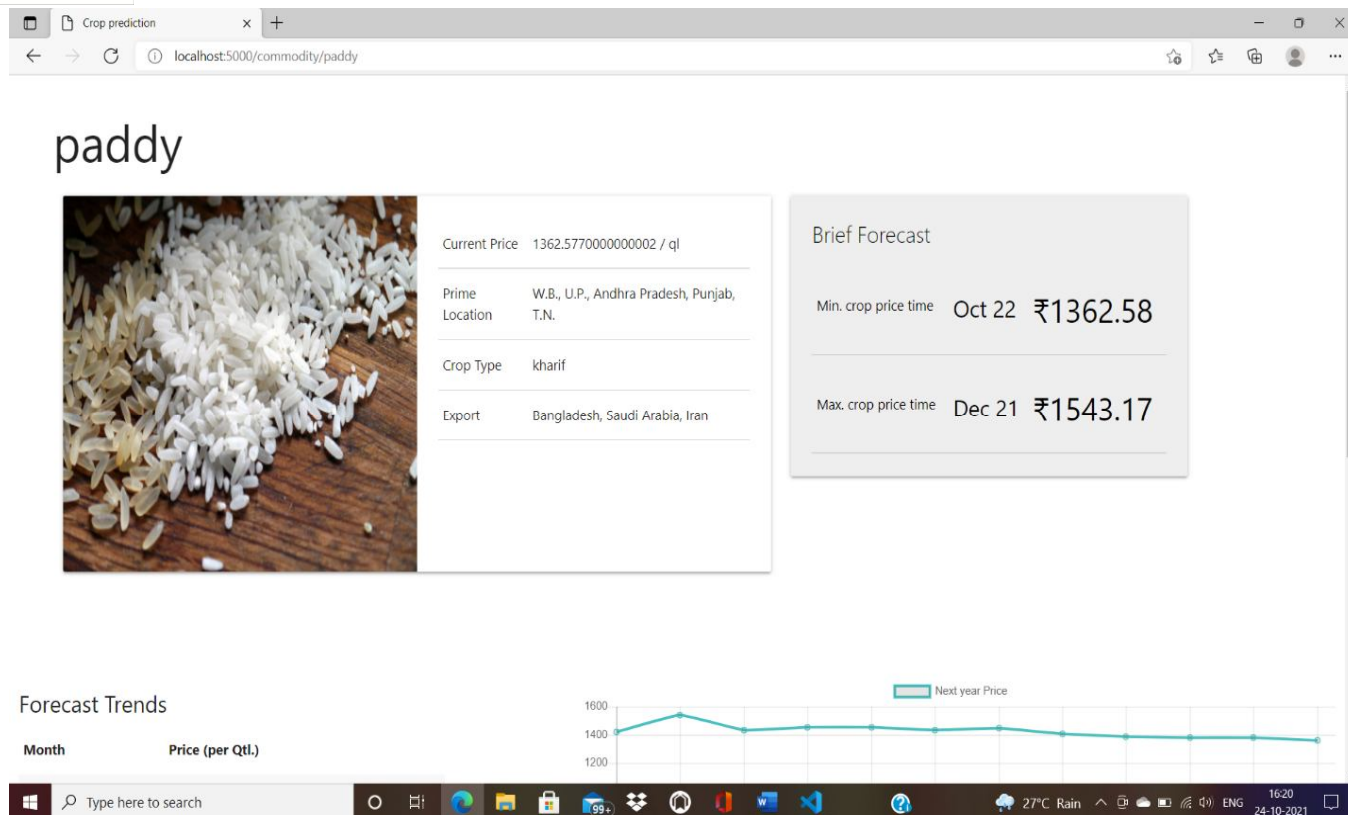 Crop prediction
localhost:5000/commodity/paddy
paddy
Current Price 1362.5770000000002 / ql
Prime Location W.B., U.P., Andhra Pradesh, Punjab, T.N.
Crop Type kharif
Export Bangladesh, Saudi Arabia, Iran
Brief Forecast
Min. crop price time Oct 22 ₹1362.58
Max. crop price time Dec 21 ₹1543.17
Forecast Trends
Month Price (per Qtl.)
Next year Price
1600
1400
1200
Type here to search
99+
27°C Rain
ENG
16:20
24-10-2021